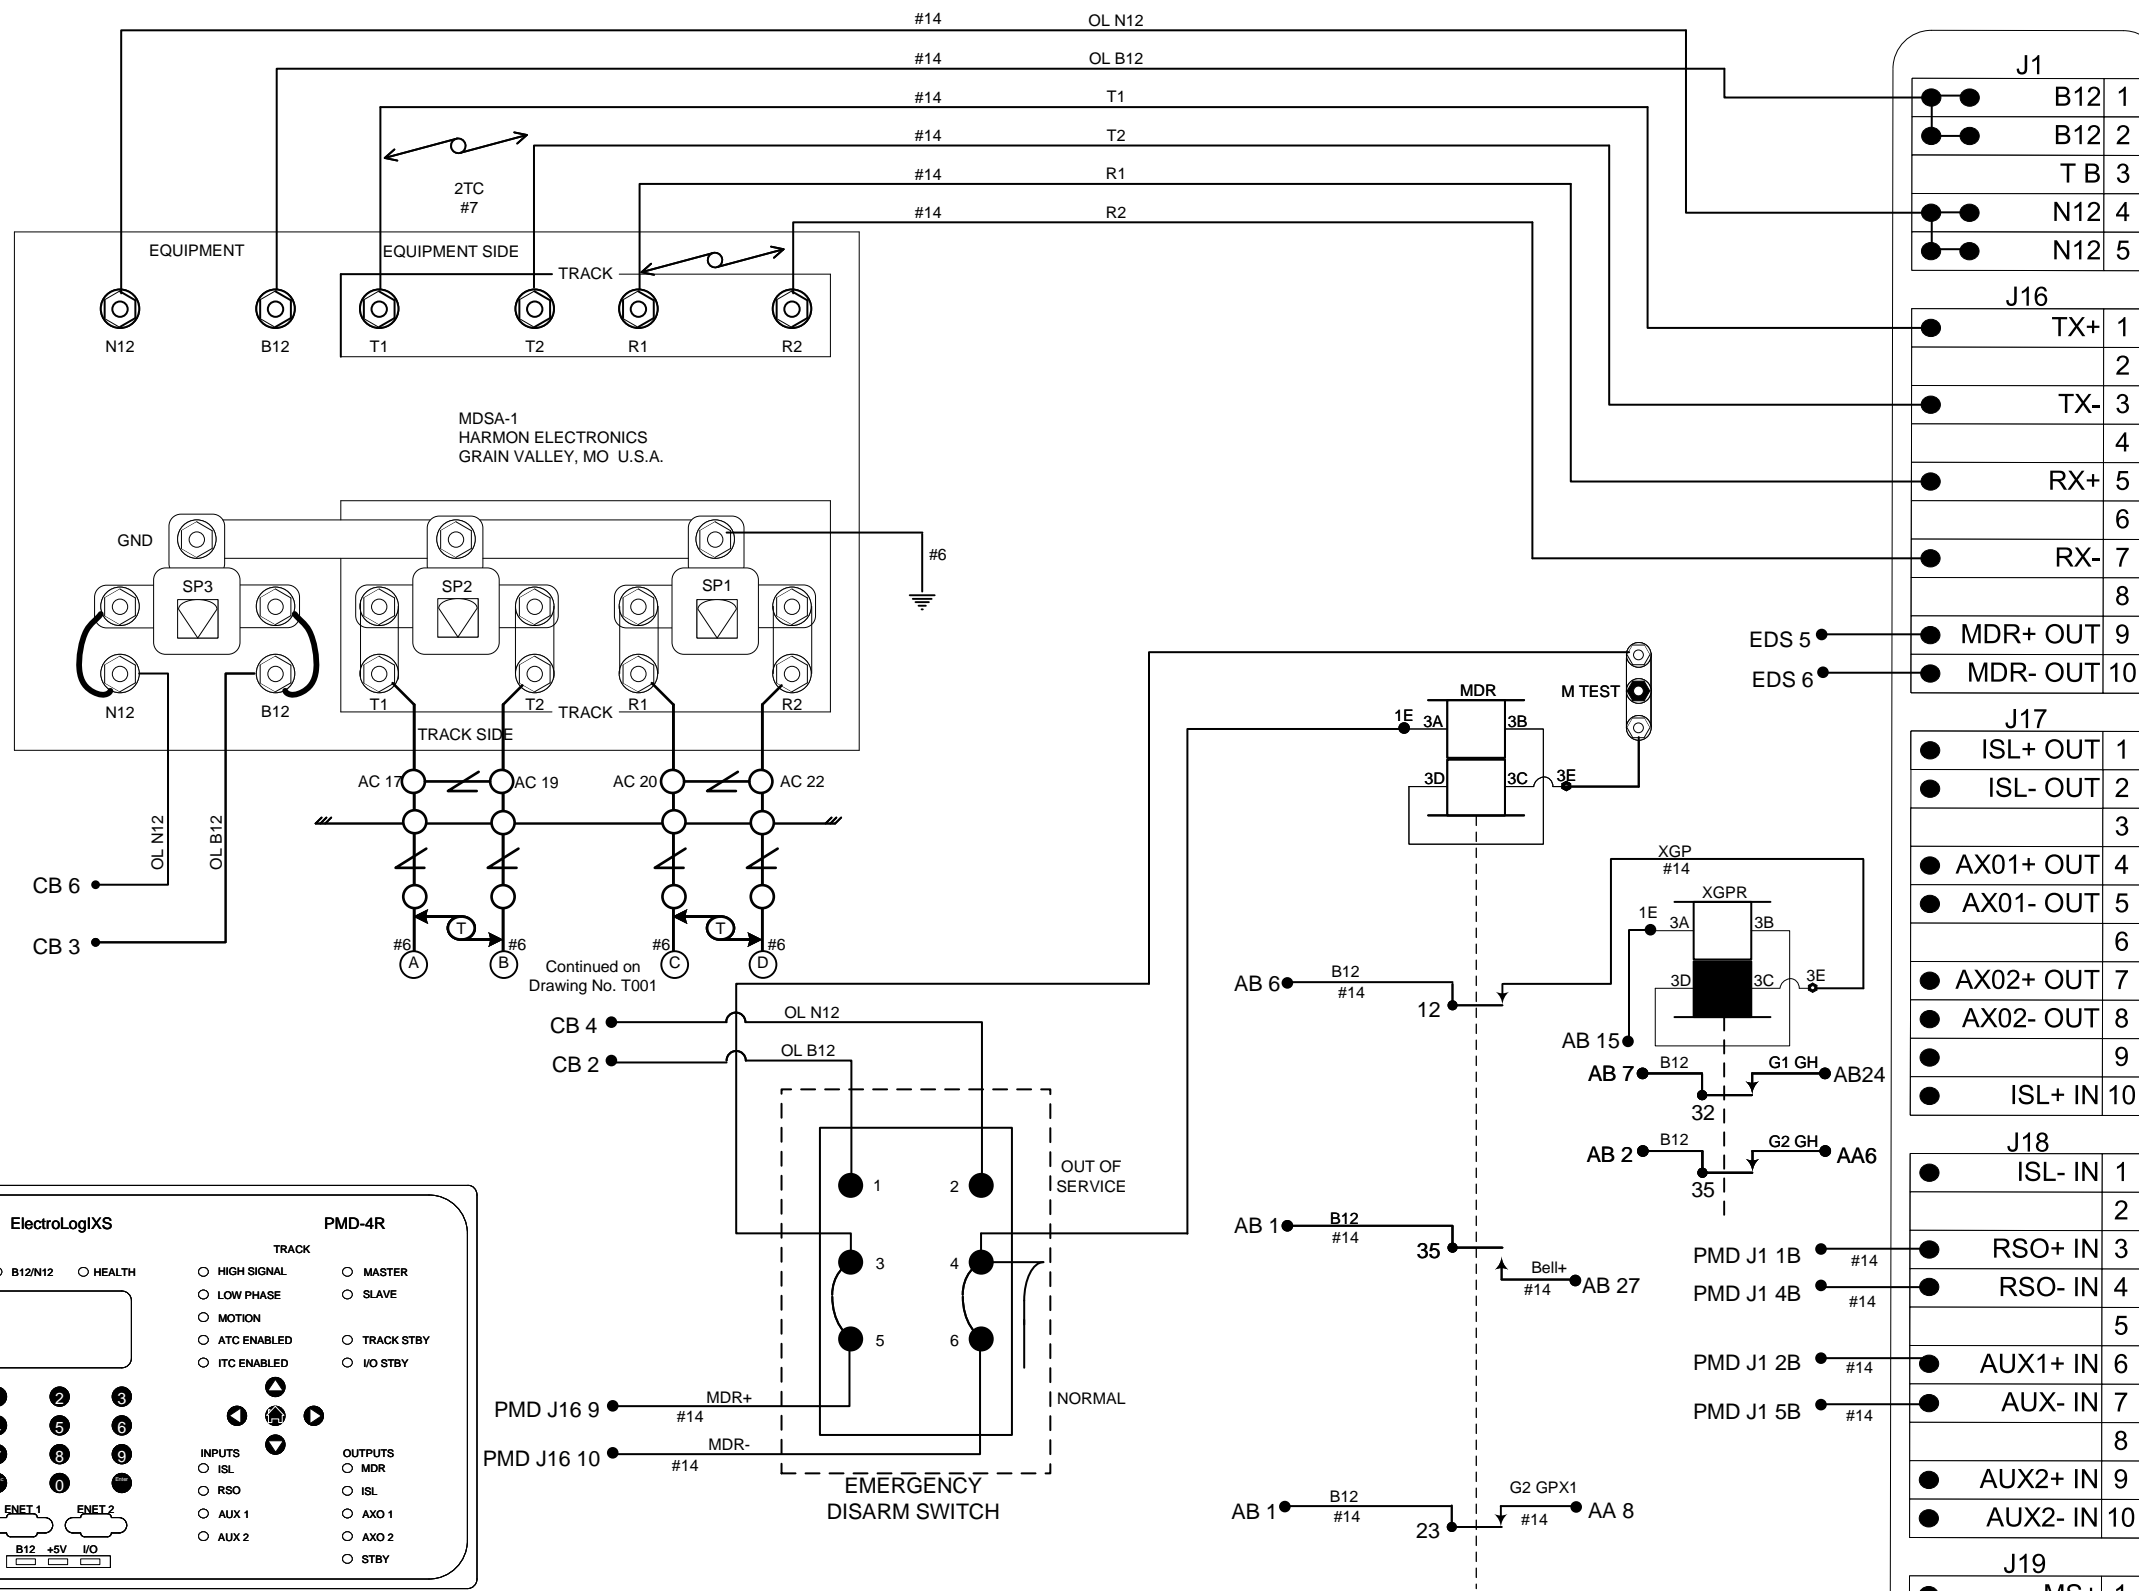 #14 OL N12
#14 OL B12
#14 T1
#14 T2
#14 R1
#14 R2
2TC
#7
EQUIPMENT
EQUIPMENT SIDE
TRACK
N12
B12
T1
T2
R1
R2
MDSA-1
HARMON ELECTRONICS
GRAIN VALLEY, MO U.S.A.
GND
SP3
SP2
SP1
#6
N12
B12
T1
T2
TRACK
R1
R2
TRACK SIDE
AC 17
AC 19
AC 20
AC 22
OL N12
OL B12
CB 6
CB 3
T
T
#6
#6
#6
#6
A
B
C
D
Continued on
Drawing No. T001
CB 4
OL N12
CB 2
OL B12
1
2
3
4
5
6
OUT OF
SERVICE
NORMAL
PMD J16 9
MDR+
#14
PMD J16 10
MDR-
#14
EMERGENCY
DISARM SWITCH
MDR
1E
3A
3B
3D
3C
3E
M TEST
XGP
#14
XGPR
1E
3A
3B
3D
3C
3E
AB 6
B12
#14
12
AB 15
AB 7
B12
G1 GH
AB24
32
AB 2
B12
G2 GH
AA6
35
AB 1
B12
#14
35
Bell+
#14
AB 27
AB 1
B12
#14
23
G2 GPX1
#14
AA 8
EDS 5
EDS 6
PMD J1 1B
#14
PMD J1 4B
#14
PMD J1 2B
#14
PMD J1 5B
#14
J1
B12 1
B12 2
T B 3
N12 4
N12 5
J16
TX+ 1
2
TX- 3
4
RX+ 5
6
RX- 7
8
MDR+ OUT 9
MDR- OUT 10
J17
ISL+ OUT 1
ISL- OUT 2
3
AX01+ OUT 4
AX01- OUT 5
6
AX02+ OUT 7
AX02- OUT 8
9
ISL+ IN 10
J18
ISL- IN 1
2
RSO+ IN 3
RSO- IN 4
5
AUX1+ IN 6
AUX- IN 7
8
AUX2+ IN 9
AUX2- IN 10
J19
MS+ 1
ElectroLogIXS
PMD-4R
TRACK
B12/N12
HEALTH
HIGH SIGNAL
MASTER
LOW PHASE
SLAVE
MOTION
ATC ENABLED
TRACK STBY
ITC ENABLED
I/O STBY
2
3
5
6
8
9
0
Enter
INPUTS
ISL
RSO
AUX 1
AUX 2
OUTPUTS
MDR
ISL
AXO 1
AXO 2
STBY
ENET 1
ENET 2
B12 +5V I/O